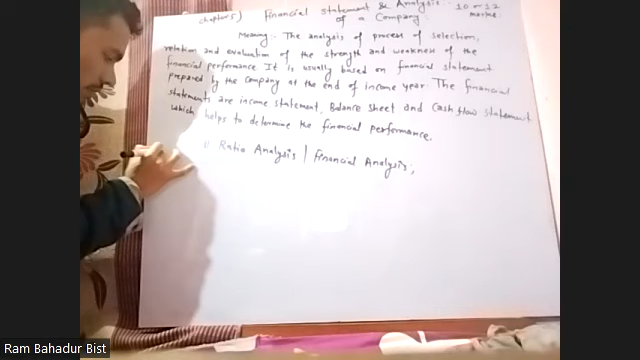 chapter 5) Financial Statement & Analysis: 10 or 12
of a Company: marks.
Meaning:- The analysis of process of selection,
relation and evaluation of the strength and weakness of the
financial performance. It is usually based on financial statement
prepared by the company at the end of income year. The financial
statements are income statement, Balance sheet and Cash flow statement
which helps to determine the financial performance.
Ratio Analysis | Financial Analysis;
Ram Bahadur Bist